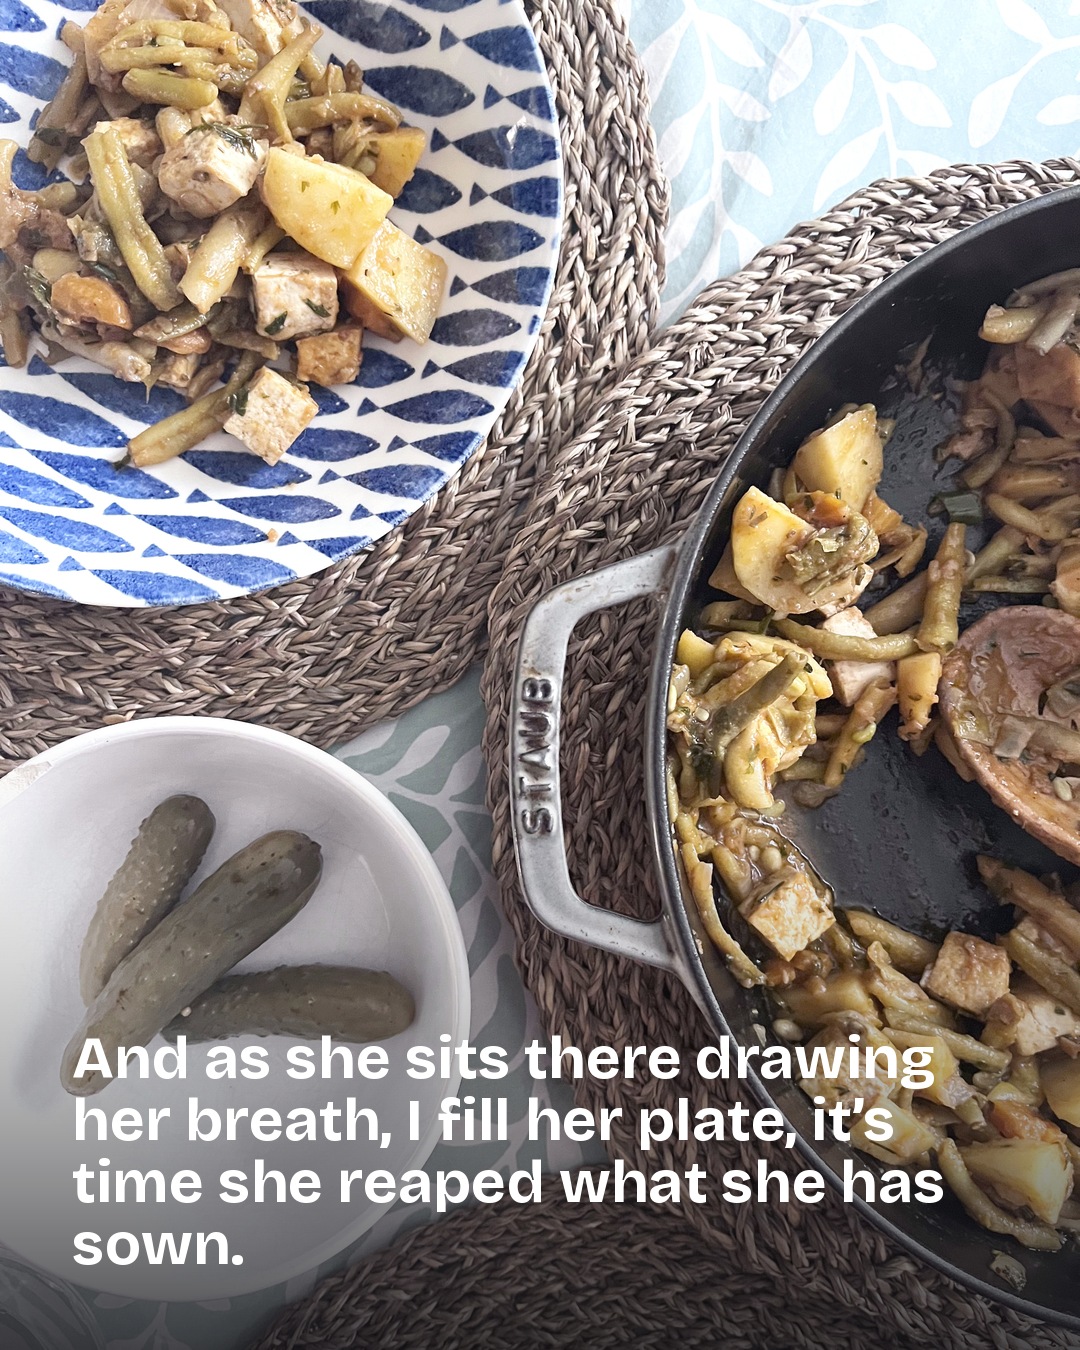 STAUB
And as she sits there drawing
her breath, I fill her plate, it’s
time she reaped what she has
sown.